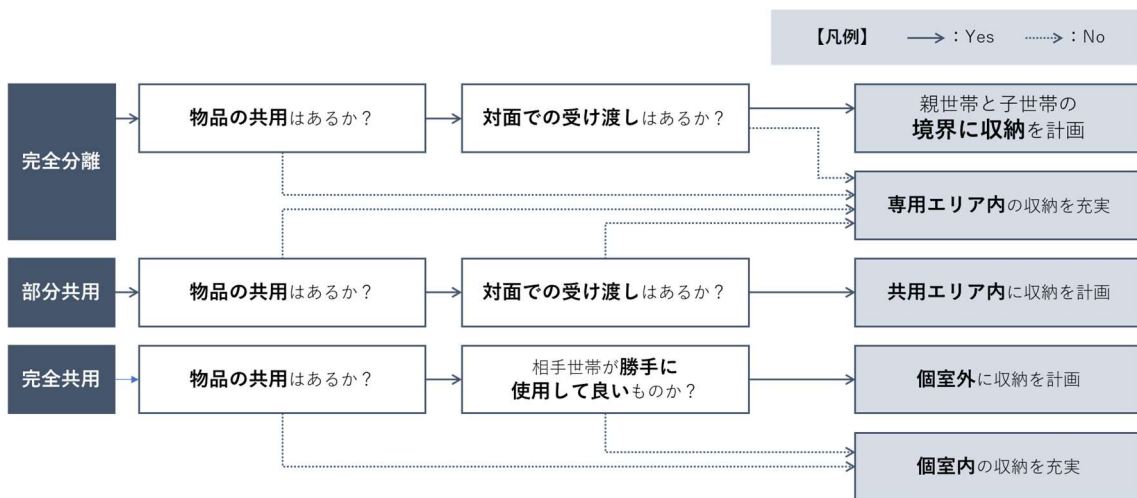 【凡例】 ：Yes ：No
完全分離
物品の共用はあるか？
対面での受け渡しはあるか？
親世帯と子世帯の
境界に収納を計画
専用エリア内の収納を充実
部分共用
物品の共用はあるか？
対面での受け渡しはあるか？
共用エリア内に収納を計画
完全共用
物品の共用はあるか？
相手世帯が勝手に
使用して良いものか？
個室外に収納を計画
個室内の収納を充実